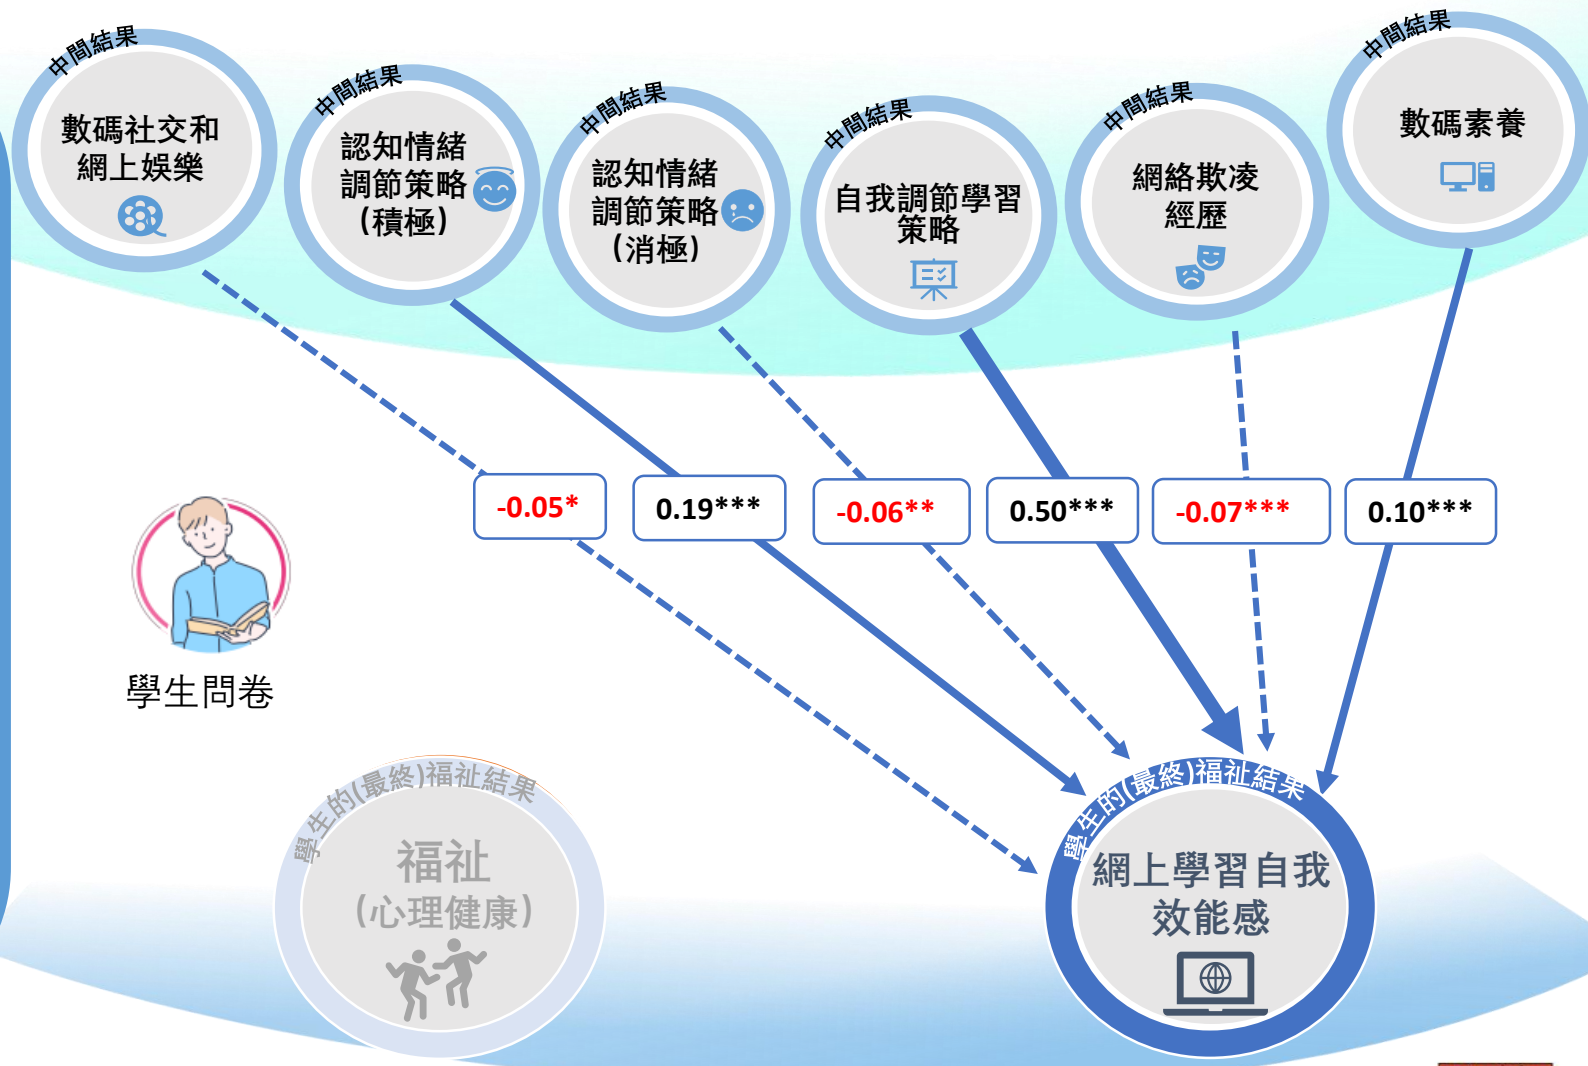 中間結果
數碼社交和
網上娛樂
中間結果
認知情緒
調節策略
(積極)
中間結果
認知情緒
調節策略
(消極)
中間結果
自我調節學習
策略
中間結果
網絡欺凌
經歷
中間結果
數碼素養
-0.05*
0.19***
-0.06**
0.50***
-0.07***
0.10***
學生問卷
學生的(最終)福祉結果
福祉
(心理健康)
學生的(最終)福祉結果
網上學習自我
效能感